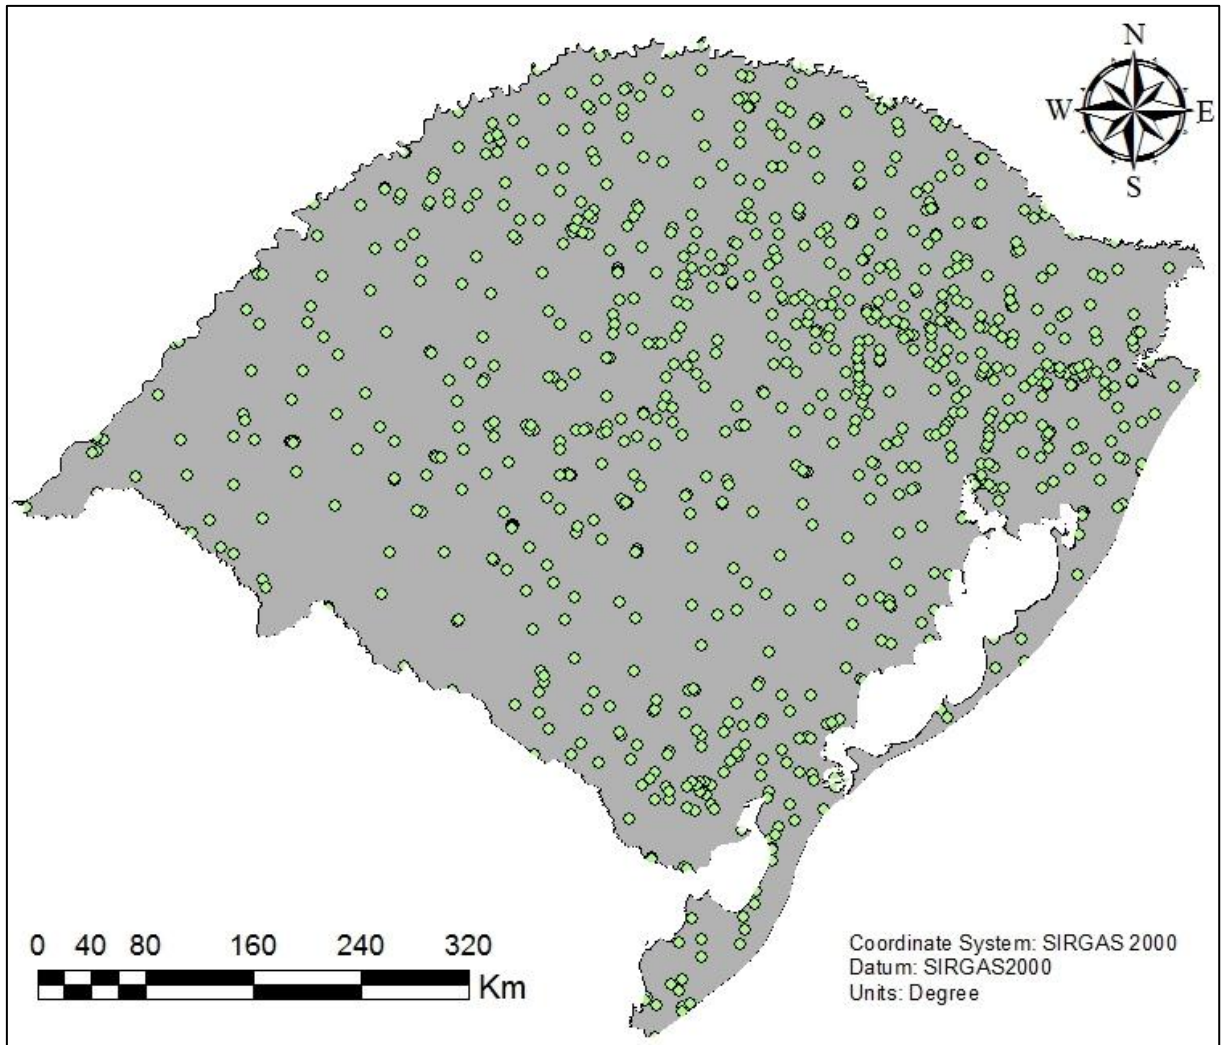 N
W E
S
0 40 80 160 240 320
Km
Coordinate System: SIRGAS 2000
Datum: SIRGAS2000
Units: Degree